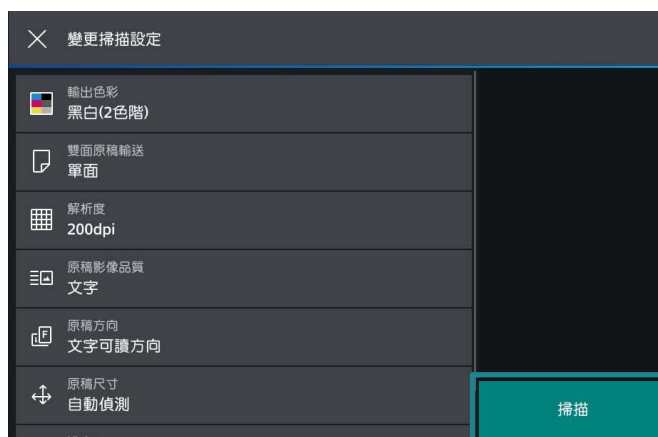 變更掃描設定
輸出色彩
黑白(2色階)
雙面原稿輸送
單面
解析度
200dpi
原稿影像品質
文字
原稿方向
文字可讀方向
原稿尺寸
自動偵測
掃描